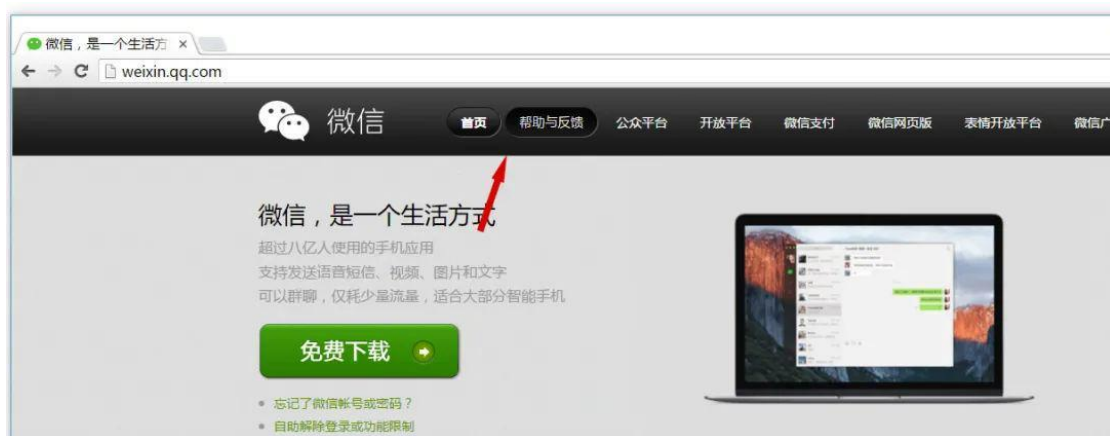 微信，是一个生活方
weixin.qq.com
微信 首页 帮助与反馈 公众平台 开放平台 微信支付 微信网页版 表情开放平台 微信广
微信，是一个生活方式
超过八亿人使用的手机应用
支持发送语音短信、视频、图片和文字
可以群聊，仅耗少量流量，适合大部分智能手机
免费下载
忘记了微信帐号或密码？
自助解除登录或功能限制